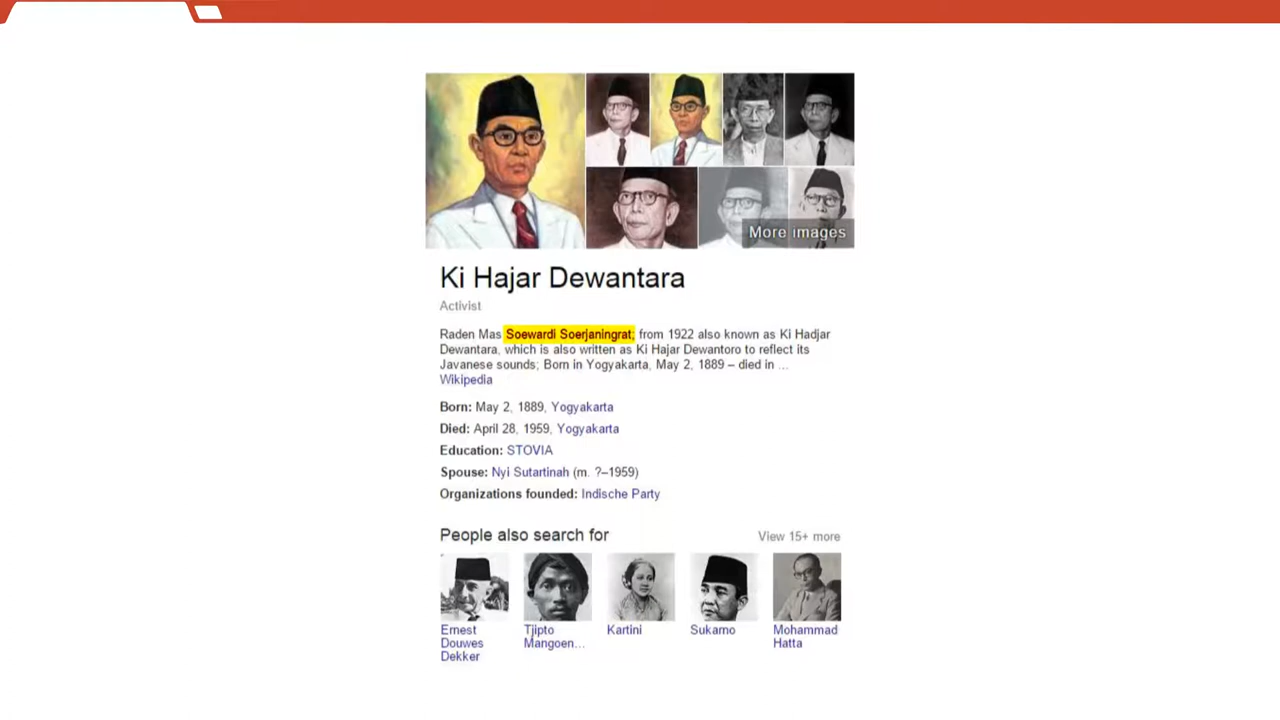 More images
Ki Hajar Dewantara
Activist
Raden Mas Soewardi Soerjaningrat; from 1922 also known as Ki Hadjar
Dewantara, which is also written as Ki Hajar Dewantoro to reflect its
Javanese sounds; Born in Yogyakarta, May 2, 1889 – died in ...
Wikipedia
Born: May 2, 1889, Yogyakarta
Died: April 28, 1959, Yogyakarta
Education: STOVIA
Spouse: Nyi Sutartinah (m. ?–1959)
Organizations founded: Indische Party
People also search for
View 15+ more
Ernest
Douwes
Dekker
Tjipto
Mangoen...
Kartini
Sukarno
Mohammad
Hatta